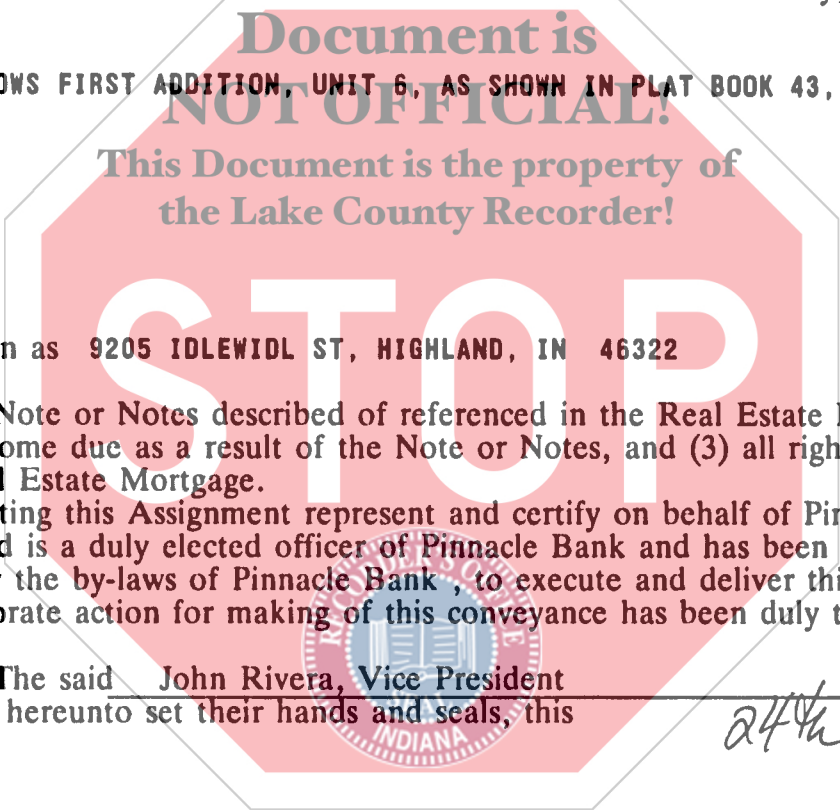 Document is
OWS FIRST ADDITION, UNIT 6, AS SHOWN IN PLAT BOOK 43,
NOT OFFICIAL!
This Document is the property of
the Lake County Recorder!
STOP
n as 9205 IDLEWIDL ST, HIGHLAND, IN 46322
Note or Notes described of referenced in the Real Estate
ome due as a result of the Note or Notes, and (3) all righ
l Estate Mortgage.
ting this Assignment represent and certify on behalf of Pin
d is a duly elected officer of Pinnacle Bank and has been
the by-laws of Pinnacle Bank , to execute and deliver thi
orate action for making of this conveyance has been duly t
RECORDER'S OFFICE
The said John Rivera, Vice President
hereunto set their hands and seals, this 24th
INDIANA